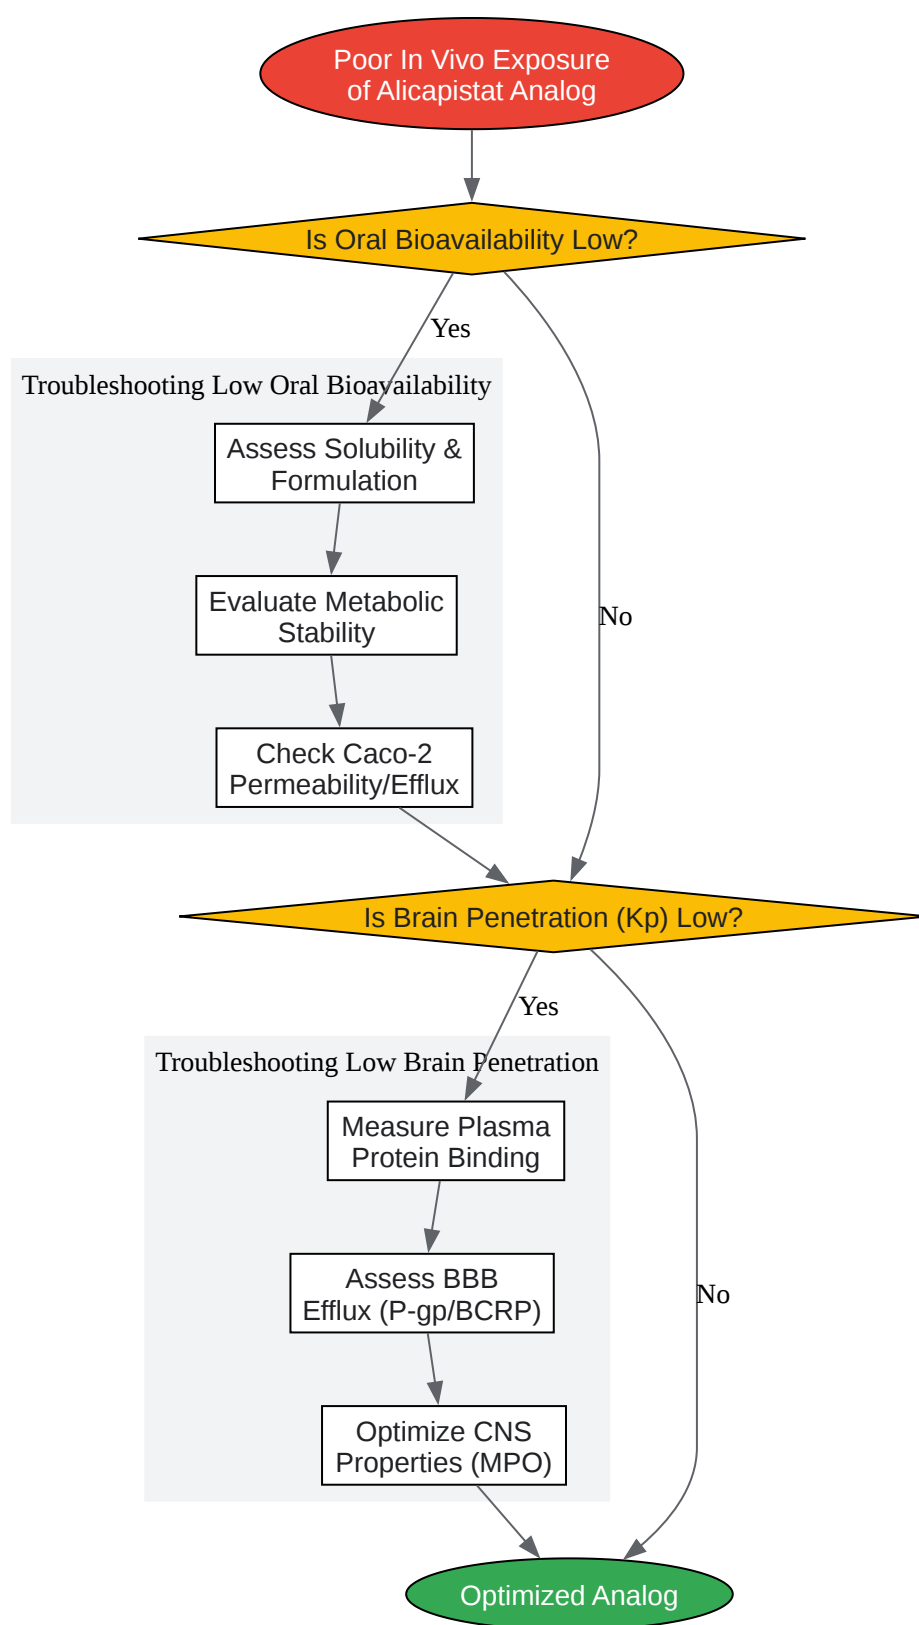 Poor In Vivo Exposure
of Alicapistat Analog
Is Oral Bioavailability Low?
Yes
Troubleshooting Low Oral Bioavailability
Assess Solubility &
Formulation
Evaluate Metabolic
Stability
No
Check Caco-2
Permeability/Efflux
Is Brain Penetration (Kp) Low?
Yes
Troubleshooting Low Brain Penetration
Measure Plasma
Protein Binding
Assess BBB
Efflux (P-gp/BCRP)
No
Optimize CNS
Properties (MPO)
Optimized Analog